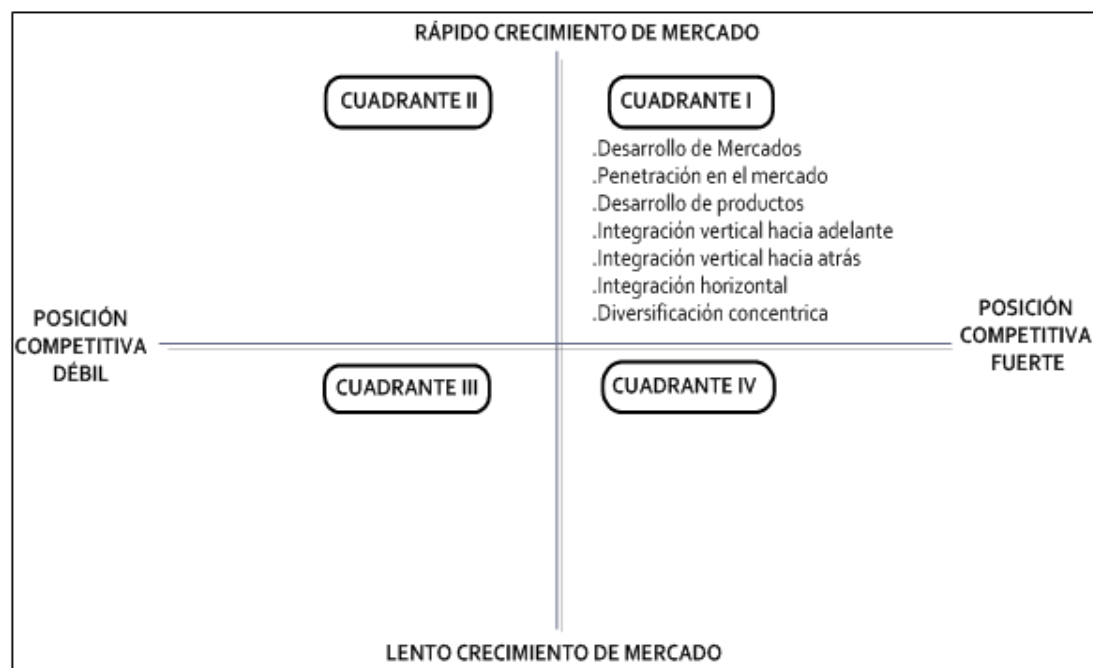 RÁPIDO CRECIMIENTO DE MERCADO
CUADRANTE II
CUADRANTE I
.Desarrollo de Mercados
.Penetración en el mercado
.Desarrollo de productos
.Integración vertical hacia adelante
.Integración vertical hacia atrás
.Integración horizontal
.Diversificación concentrica
POSICIÓN
COMPETITIVA
DÉBIL
POSICIÓN
COMPETITIVA
FUERTE
CUADRANTE III
CUADRANTE IV
LENTO CRECIMIENTO DE MERCADO